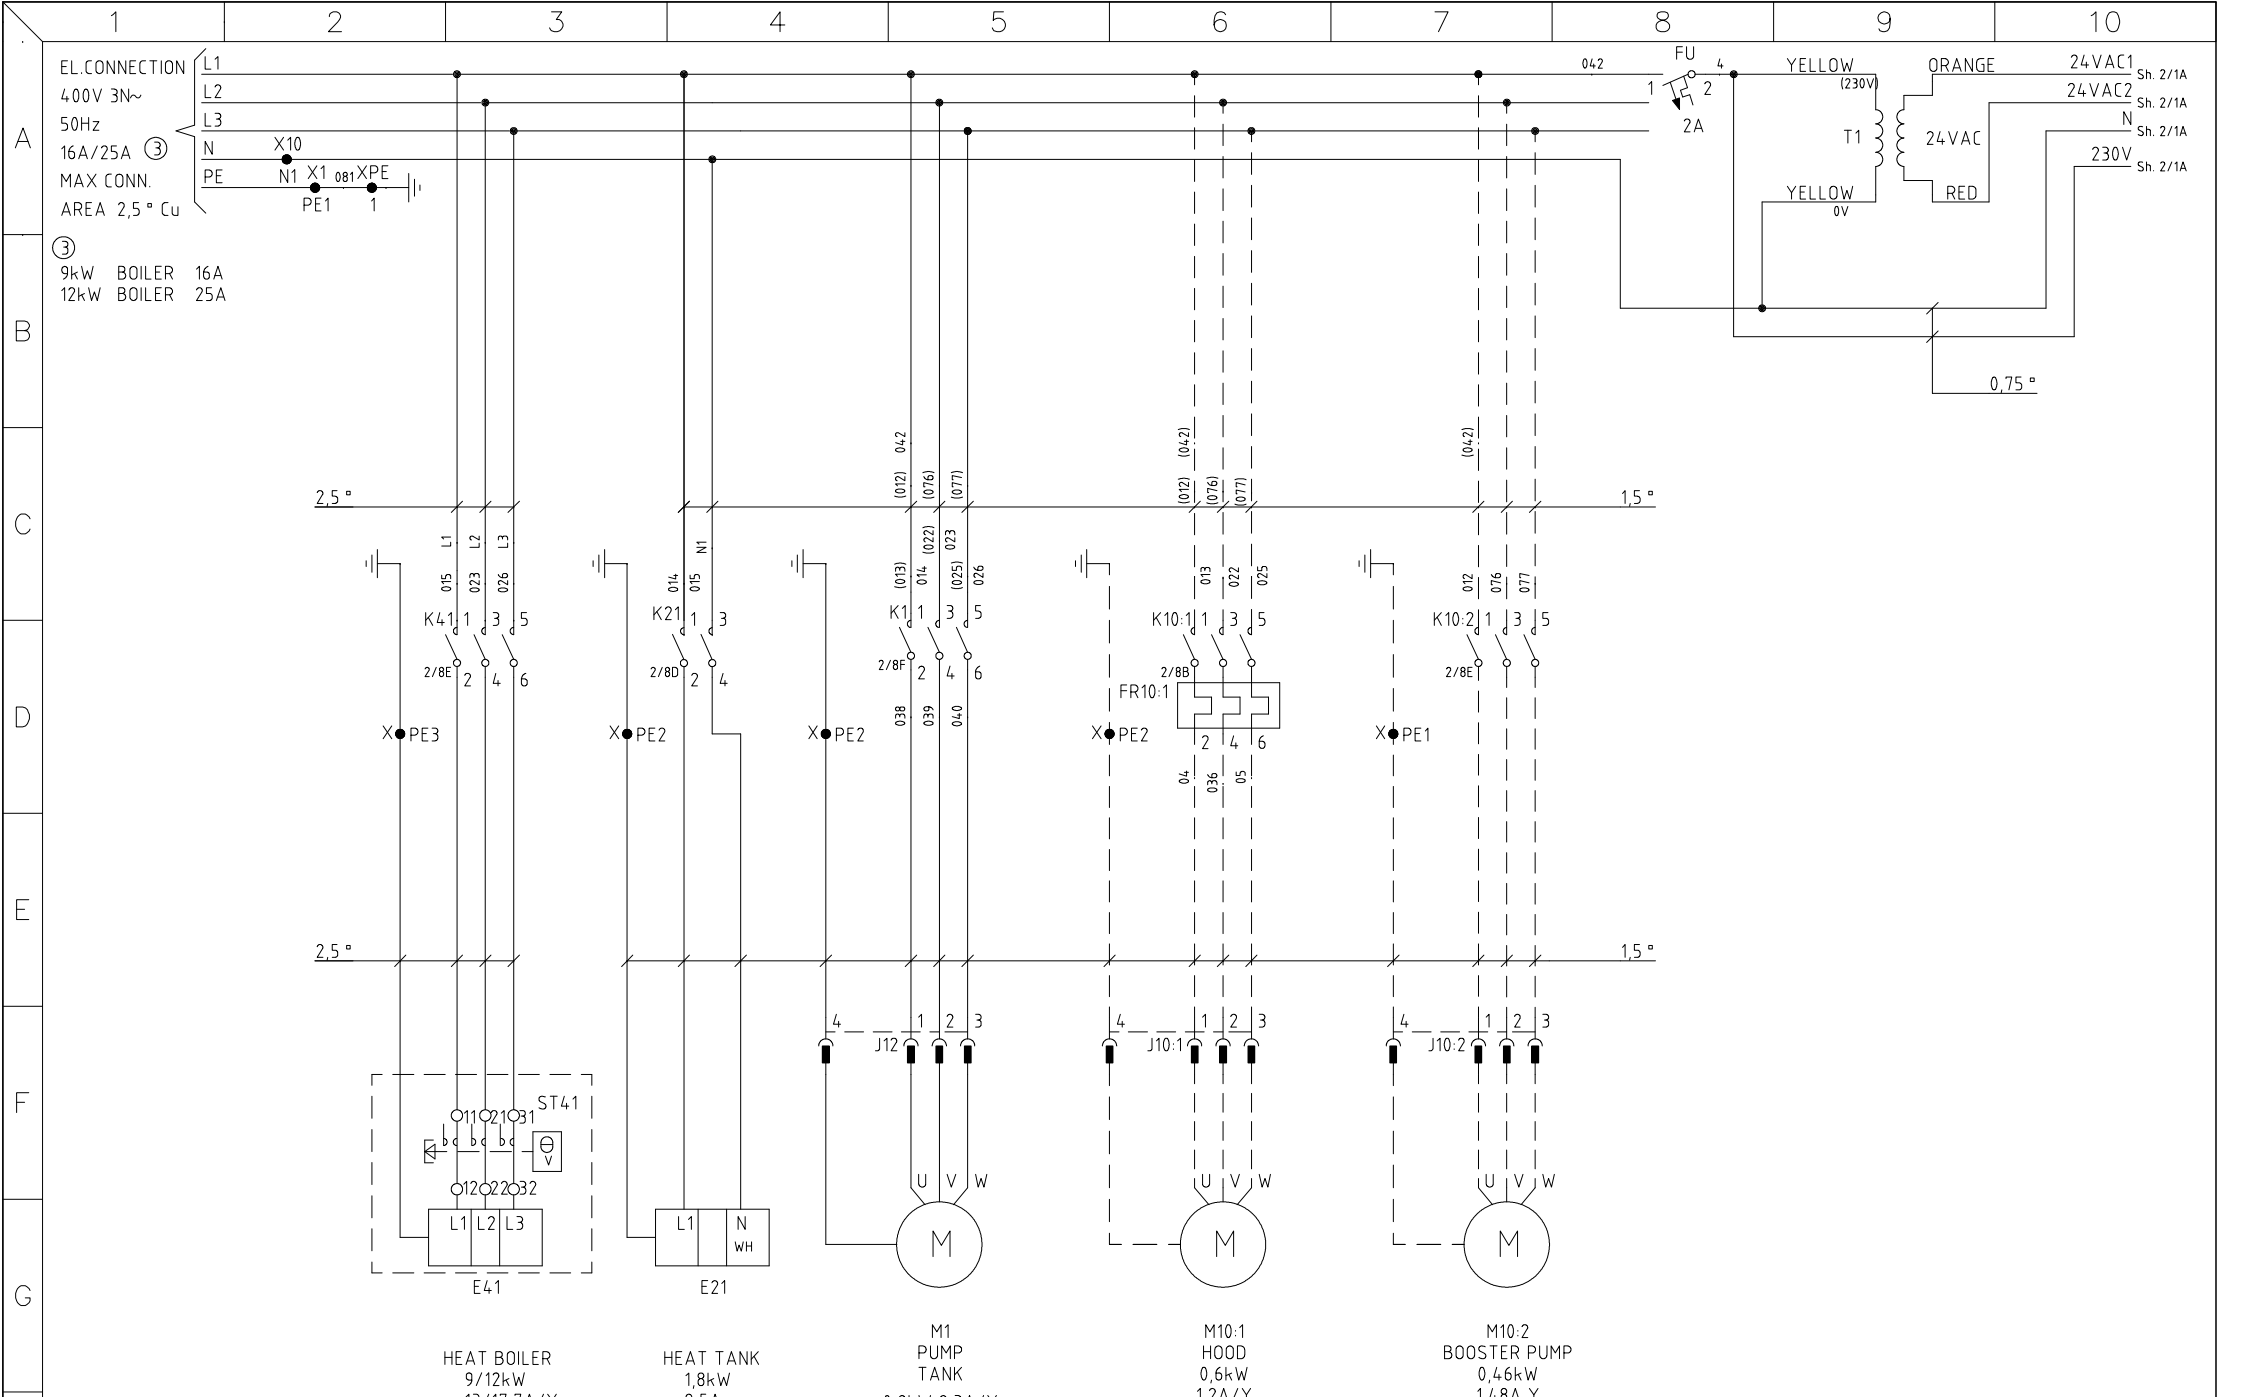 1 2 3 4 5 6 7 8 9 10
A
B
C
D
E
F
G
EL.CONNECTION
400V 3N~
50Hz
16A/25A ③
MAX CONN.
AREA 2,5 ▫ Cu
③
9kW BOILER 16A
12kW BOILER 25A
L1
L2
L3
N
PE
X10
N1 X1 081 XPE
PE1 1
042
FU
1 2 4
2A
YELLOW
(230V)
T1
YELLOW
0V
ORANGE
24VAC
RED
24VAC1 Sh. 2/1A
24VAC2 Sh. 2/1A
N Sh. 2/1A
230V Sh. 2/1A
0,75 ▫
042 (042) (042)
(012) (076) (077) (012) (076) (077)
2,5 ▫ 1,5 ▫
L1 L2 L3 N1 (022) 023
015 023 026 014 015 (013) 014 (025) 026 013 022 025 012 076 077
K41 1 3 5
2/8E 2 4 6
K21 1 3
2/8D 2 4
K1 1 3 5
2/8F 2 4 6
K10:1 1 3 5
2/8B
FR10:1
2 4 6
K10:2 1 3 5
2/8E
038 039 040
04 036 05
X PE3
X PE2
X PE2
X PE2
X PE1
2,5 ▫ 1,5 ▫
4 1 2 3
J12
4 1 2 3
J10:1
4 1 2 3
J10:2
ST41
11 21 31
Θ
V
12 22 32
L1 L2 L3
E41
L1 N
WH
E21
U V W
M
U V W
M
U V W
M
HEAT BOILER
9/12kW
HEAT TANK
1,8kW
M1
PUMP
TANK
M10:1
HOOD
0,6kW
1,2A/Y
M10:2
BOOSTER PUMP
0,46kW
1,48A Y